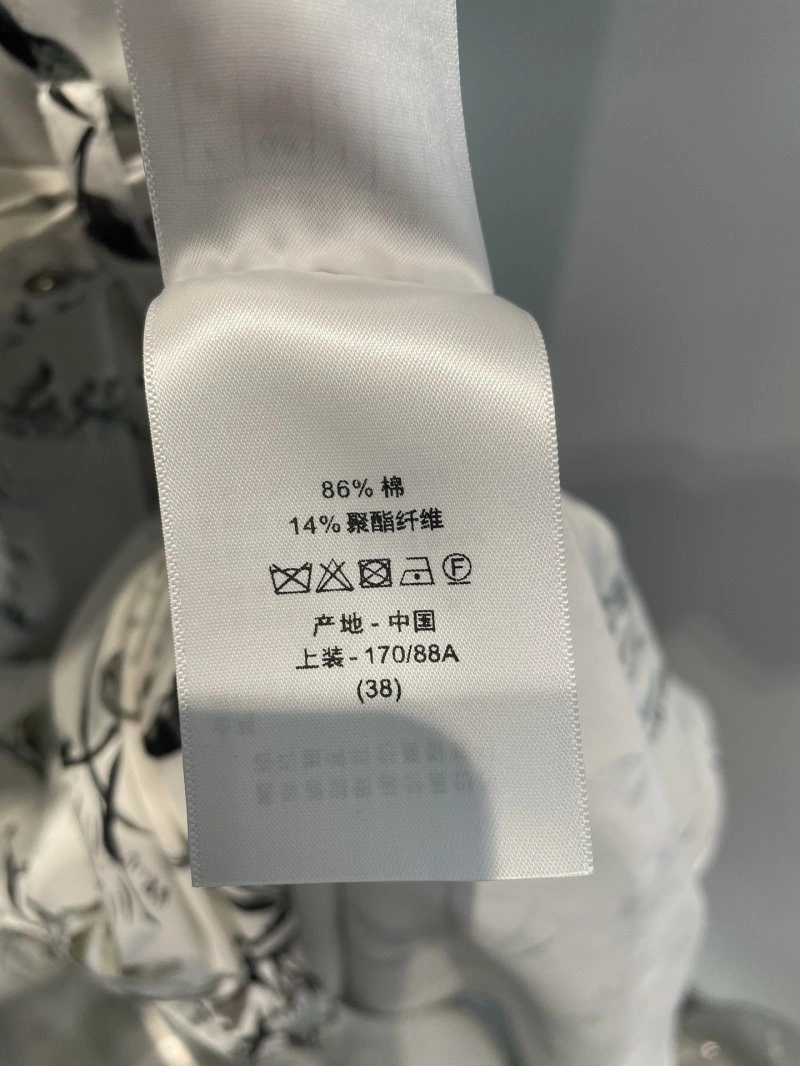 86% 棉
14% 聚酯纤维
F
产地 - 中国
上装 - 170/88A
(38)